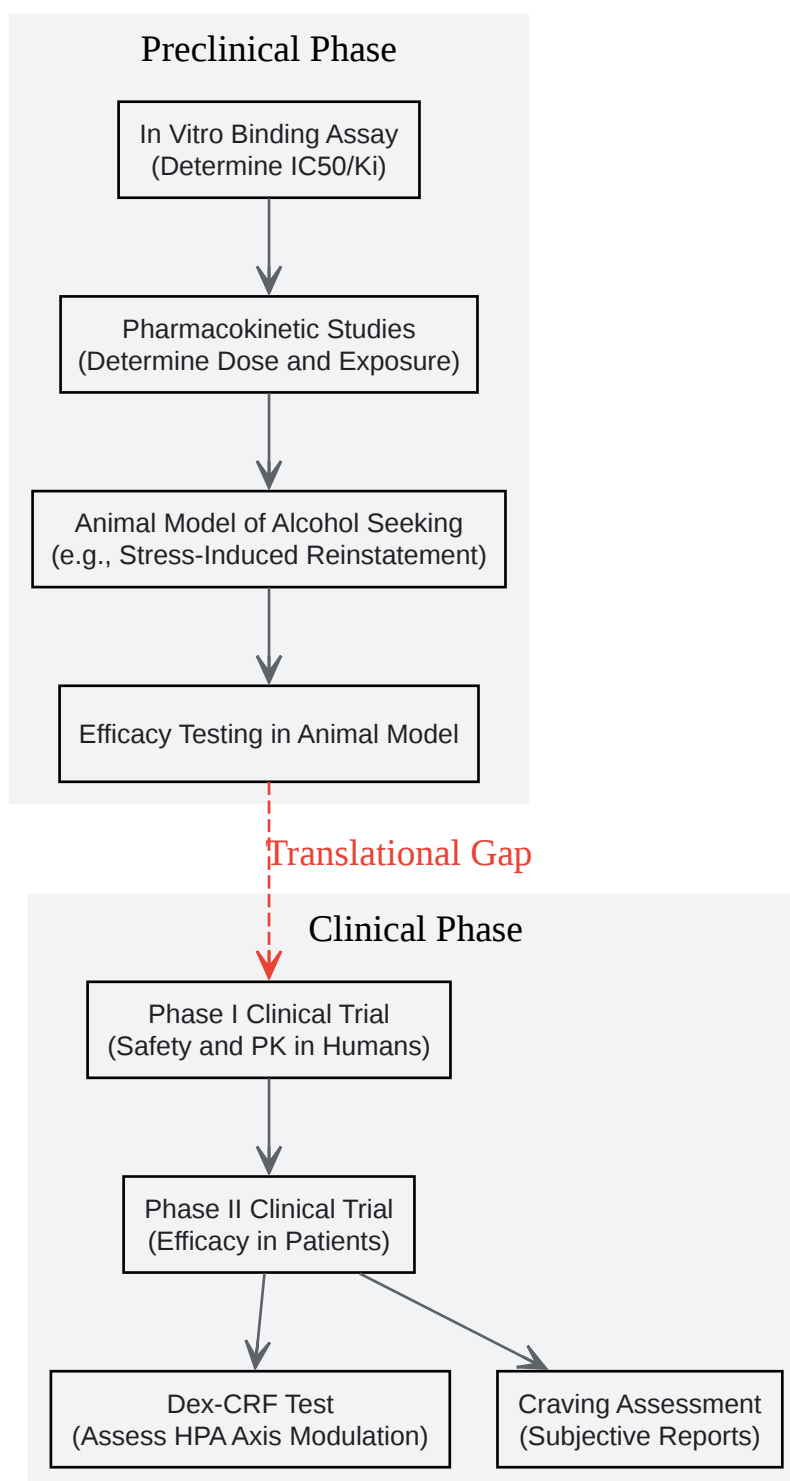 Preclinical Phase
In Vitro Binding Assay
(Determine IC50/Ki)
Pharmacokinetic Studies
(Determine Dose and Exposure)
Animal Model of Alcohol Seeking
(e.g., Stress-Induced Reinstatement)
Efficacy Testing in Animal Model
Translational Gap
Clinical Phase
Phase I Clinical Trial
(Safety and PK in Humans)
Phase II Clinical Trial
(Efficacy in Patients)
Dex-CRF Test
(Assess HPA Axis Modulation)
Craving Assessment
(Subjective Reports)